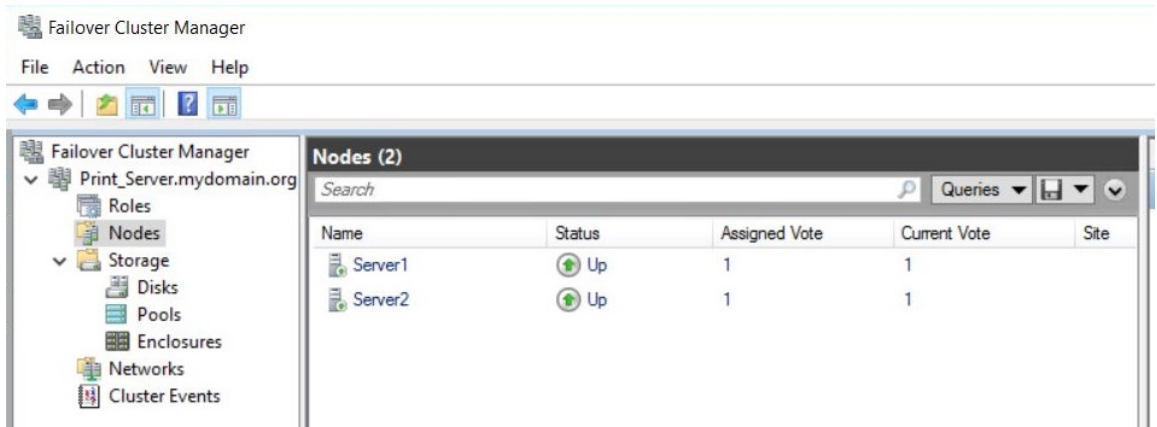 Failover Cluster Manager
File Action View Help
Failover Cluster Manager
Print_Server.mydomain.org
Roles
Nodes
Storage
Disks
Pools
Enclosures
Networks
Cluster Events
Nodes (2)
Search Queries
Name Status Assigned Vote Current Vote Site
Server1 Up 1 1
Server2 Up 1 1